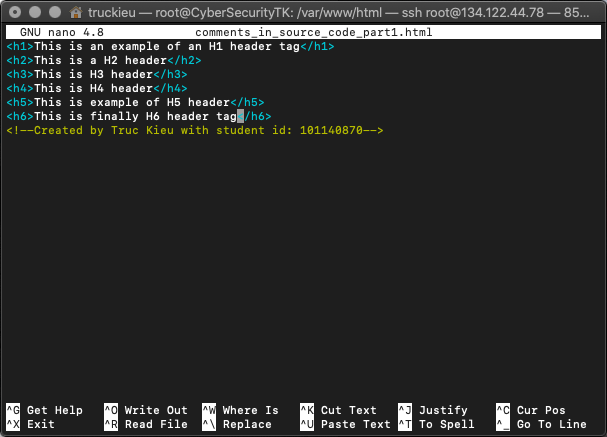 truckieu — root@CyberSecurityTK: /var/www/html — ssh root@134.122.44.78 — 85...
GNU nano 4.8 comments_in_source_code_part1.html
<h1>This is an example of an H1 header tag</h1>
<h2>This is a H2 header</h2>
<h3>This is H3 header</h3>
<h4>This is H4 header</h4>
<h5>This is example of H5 header</h5>
<h6>This is finally H6 header tag</h6>
<!--Created by Truc Kieu with student id: 101140870-->
^G Get Help ^O Write Out ^W Where Is ^K Cut Text ^J Justify ^C Cur Pos
^X Exit ^R Read File ^\ Replace ^U Paste Text ^T To Spell ^_ Go To Line